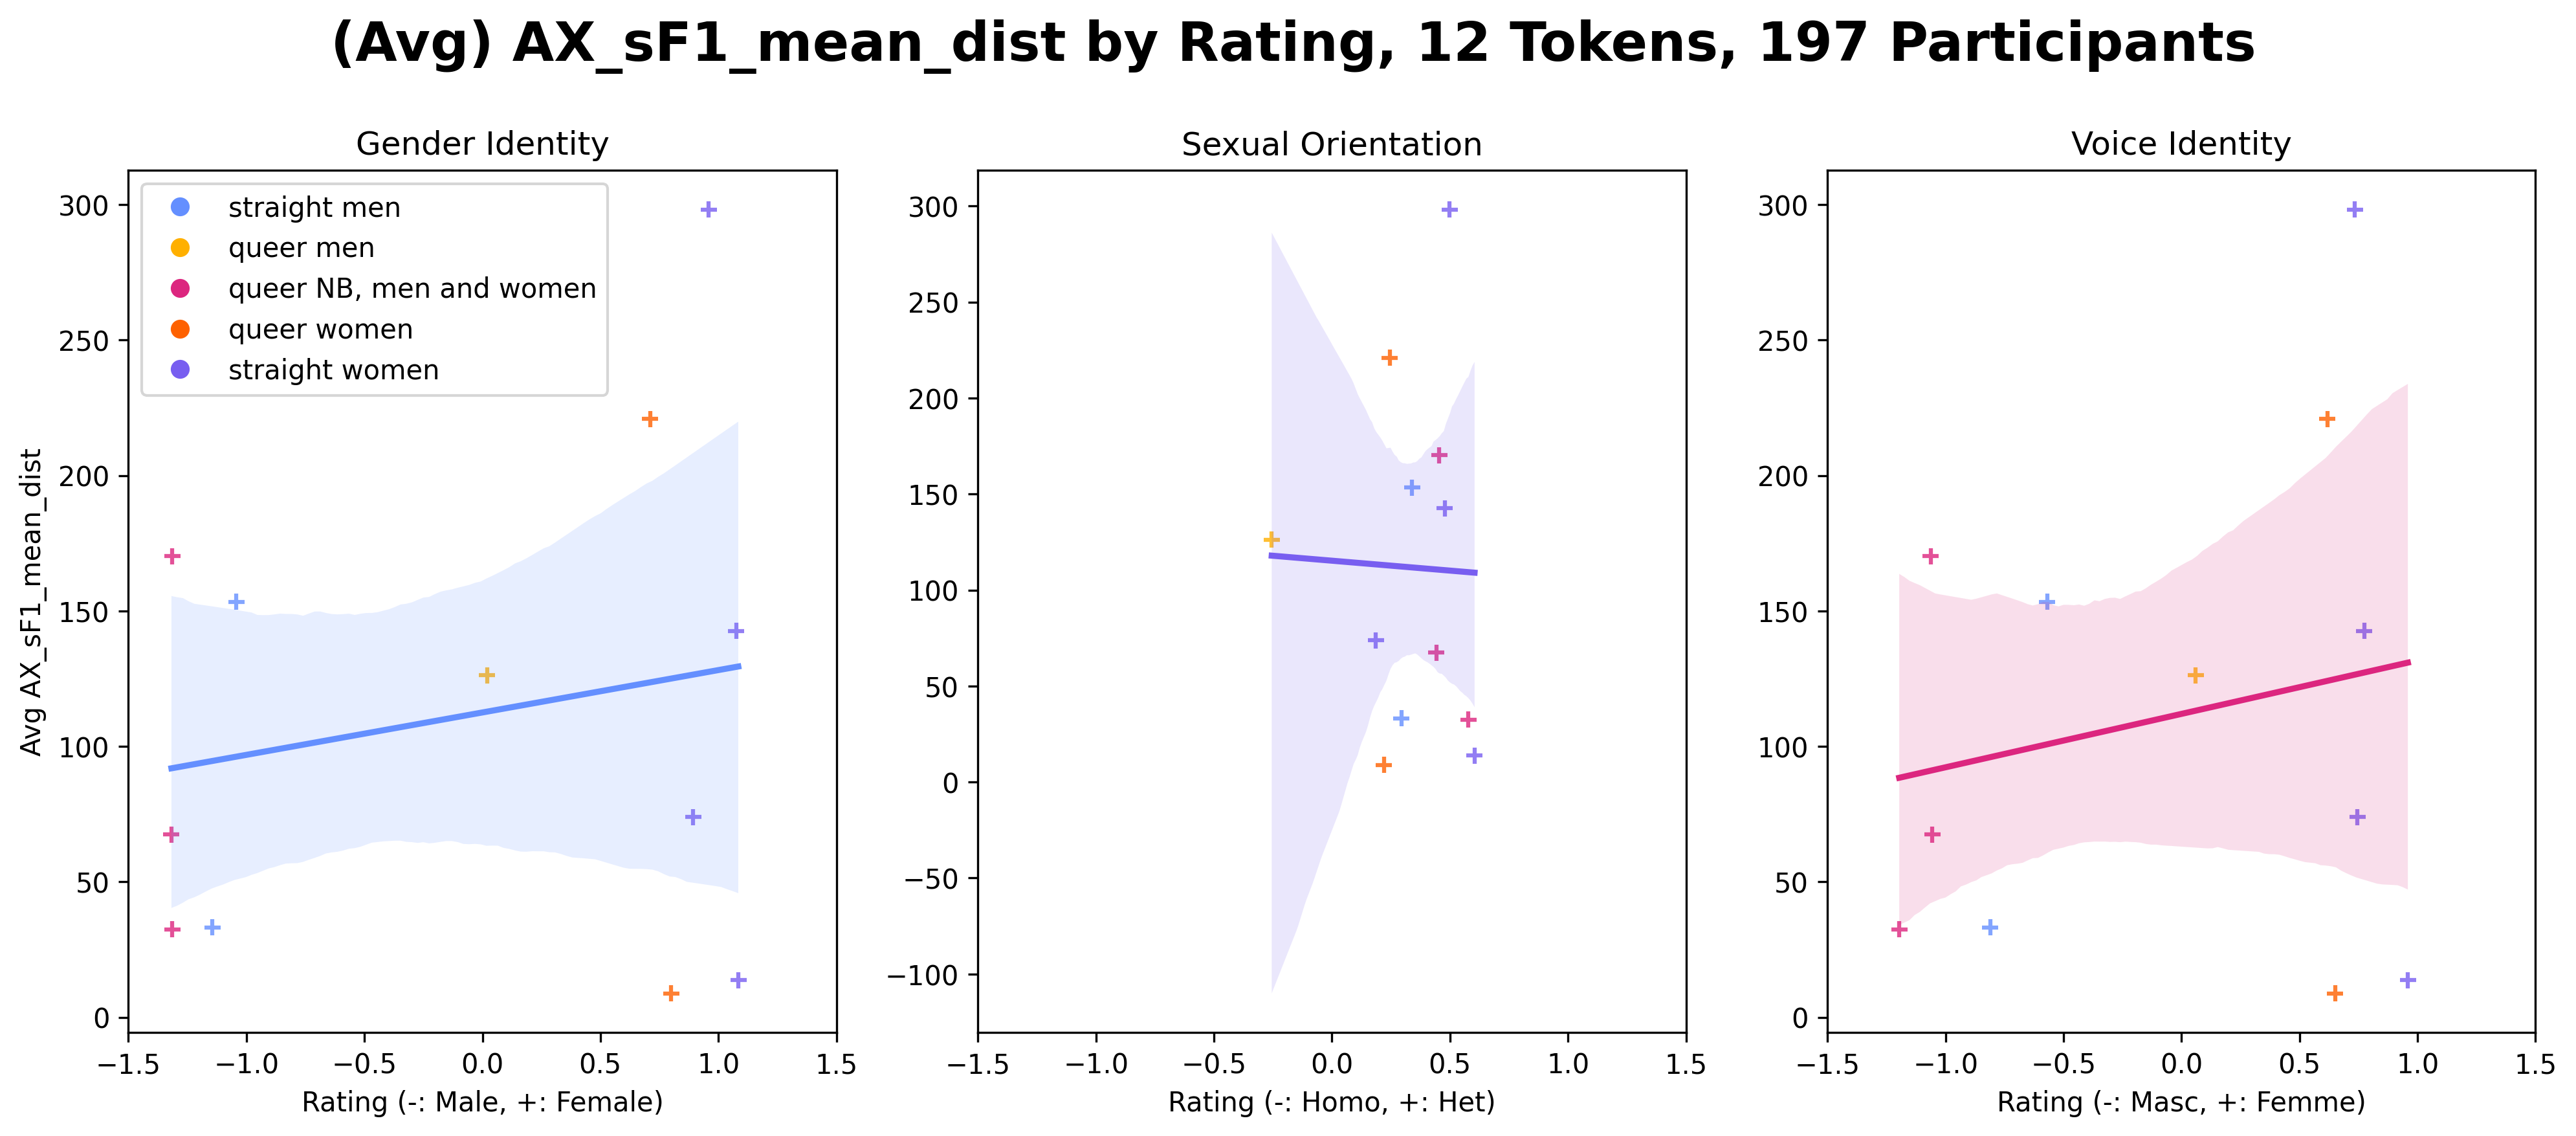 (Avg) AX_sF1_mean_dist by Rating, 12 Tokens, 197 Participants
Gender Identity
Sexual Orientation
Voice Identity
straight men
queer men
queer NB, men and women
queer women
straight women
Avg AX_sF1_mean_dist
300
250
200
150
100
50
0
−1.5 −1.0 −0.5 0.0 0.5 1.0 1.5
Rating (-: Male, +: Female)
300
250
200
150
100
50
0
−50
−100
−1.5 −1.0 −0.5 0.0 0.5 1.0 1.5
Rating (-: Homo, +: Het)
300
250
200
150
100
50
0
−1.5 −1.0 −0.5 0.0 0.5 1.0 1.5
Rating (-: Masc, +: Femme)